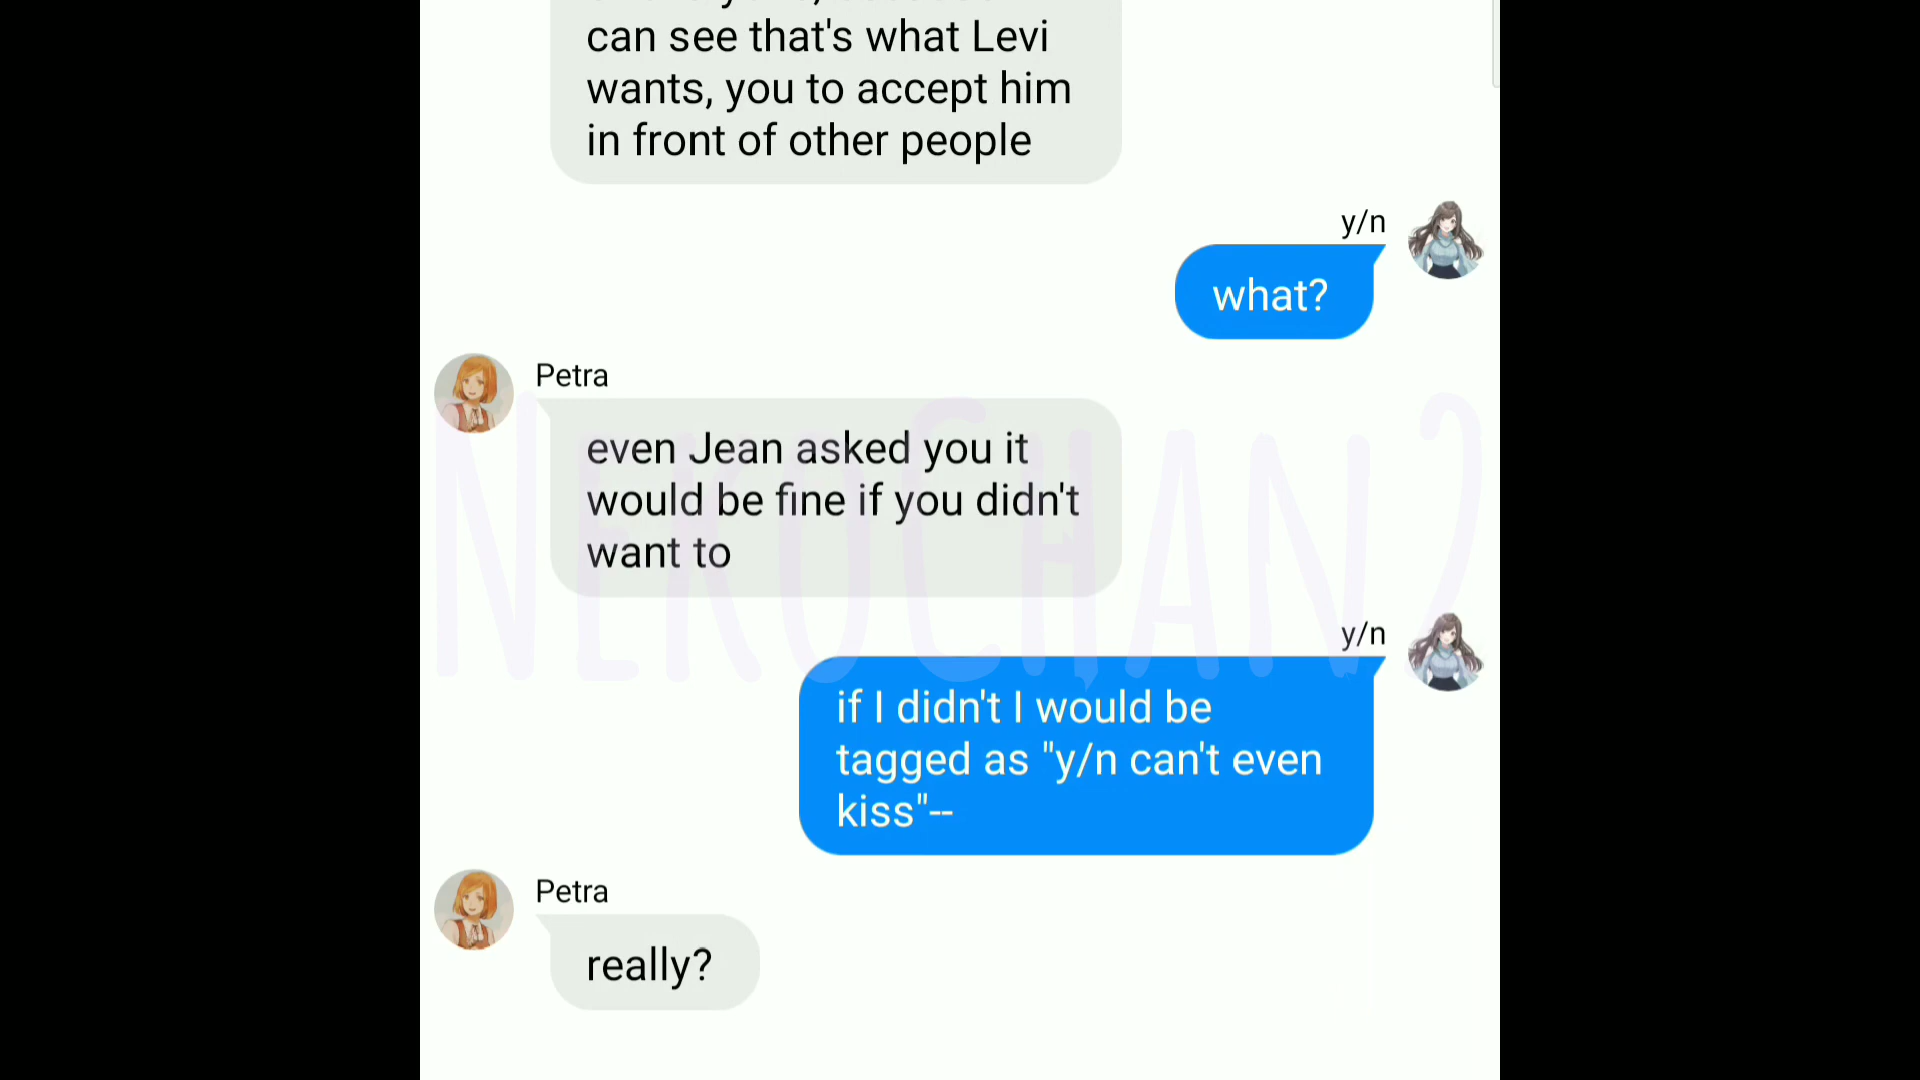 can see that's what Levi
wants, you to accept him
in front of other people
y/n
what?
Petra
even Jean asked you it
would be fine if you didn't
want to
y/n
if I didn't I would be
tagged as "y/n can't even
kiss"--
Petra
really?
NEKOCHAN2